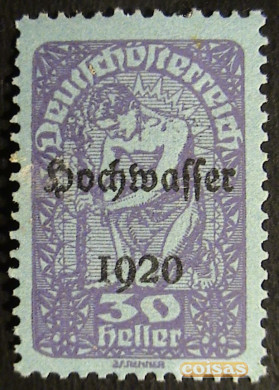 Deutschösterreich
Hochwasser
1920
30
Heller
coisas